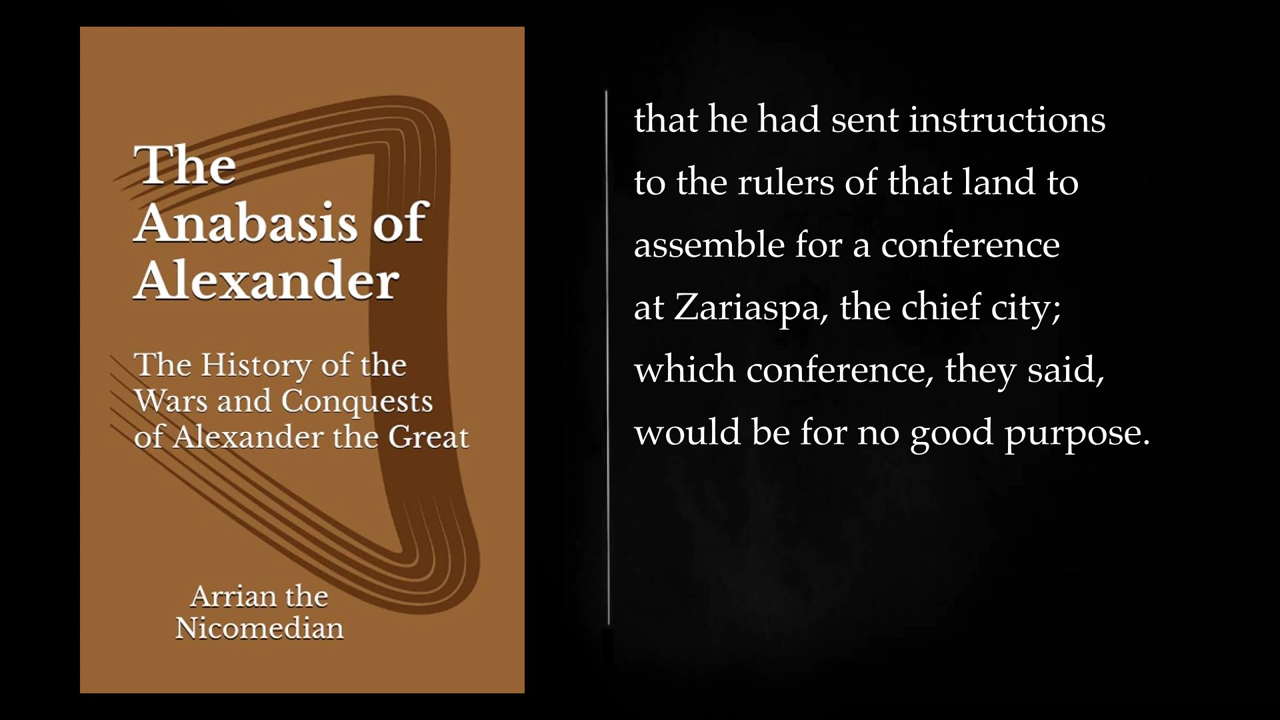 The
Anabasis of
Alexander
The History of the
Wars and Conquests
of Alexander the Great
Arrian the
Nicomedian
that he had sent instructions
to the rulers of that land to
assemble for a conference
at Zariaspa, the chief city;
which conference, they said,
would be for no good purpose.